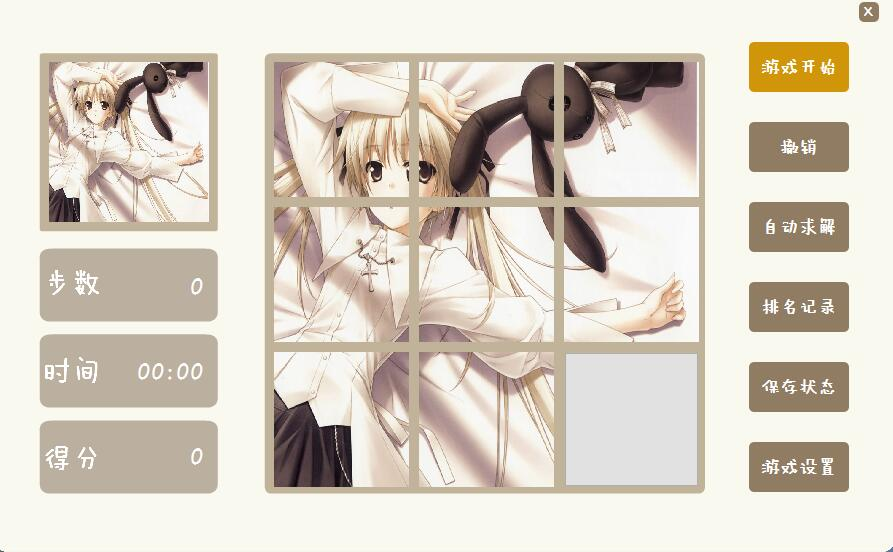 X
游戏开始
撤销
步数 0
自动求解
排名记录
时间 00:00
保存状态
得分 0
游戏设置